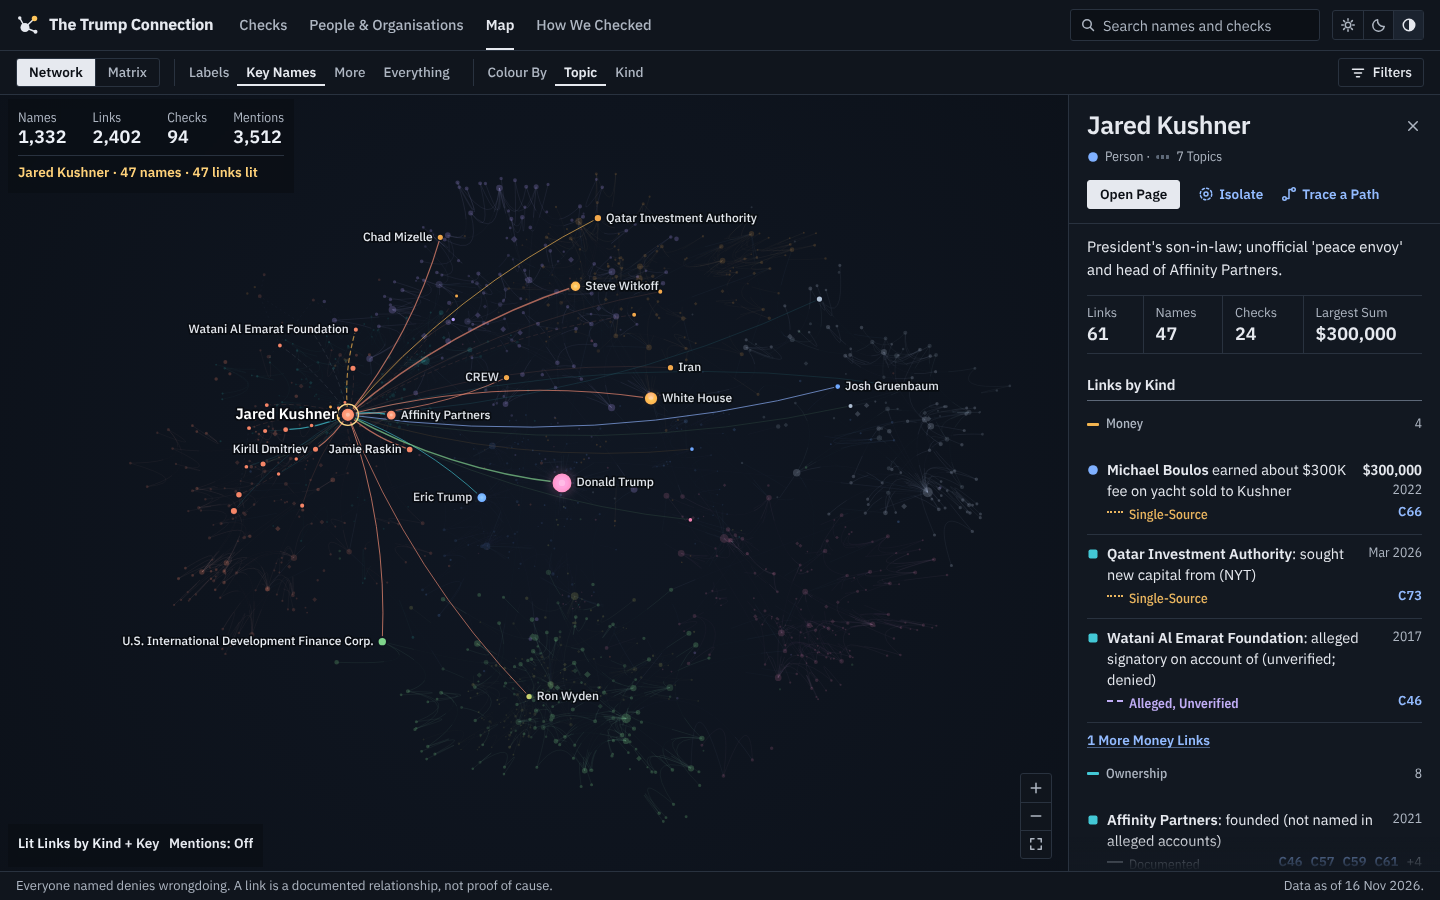 The Trump Connection
Checks
People & Organisations
Map
How We Checked
Search names and checks
Network
Matrix
Labels
Key Names
More
Everything
Colour By
Topic
Kind
Filters
Names
Links
Checks
Mentions
1,332
2,402
94
3,512
Jared Kushner · 47 names · 47 links lit
Qatar Investment Authority
Chad Mizelle
Steve Witkoff
Watani Al Emarat Foundation
Iran
CREW
Josh Gruenbaum
White House
Jared Kushner
Affinity Partners
Kirill Dmitriev
Jamie Raskin
Donald Trump
Eric Trump
U.S. International Development Finance Corp.
Ron Wyden
Lit Links by Kind + Key
Mentions: Off
Jared Kushner
Person ·
7 Topics
Open Page
Isolate
Trace a Path
President's son-in-law; unofficial 'peace envoy'
and head of Affinity Partners.
Links
Names
Checks
Largest Sum
61
47
24
$300,000
Links by Kind
Money
4
Michael Boulos earned about $300K
fee on yacht sold to Kushner
$300,000
2022
Single-Source
C66
Qatar Investment Authority: sought
new capital from (NYT)
Mar 2026
Single-Source
C73
Watani Al Emarat Foundation: alleged
signatory on account of (unverified;
denied)
2017
Alleged, Unverified
C46
1 More Money Links
Ownership
8
Affinity Partners: founded (not named in
alleged accounts)
2021
Documented
C46 C57 C59 C61 +4
Everyone named denies wrongdoing. A link is a documented relationship, not proof of cause.
Data as of 16 Nov 2026.